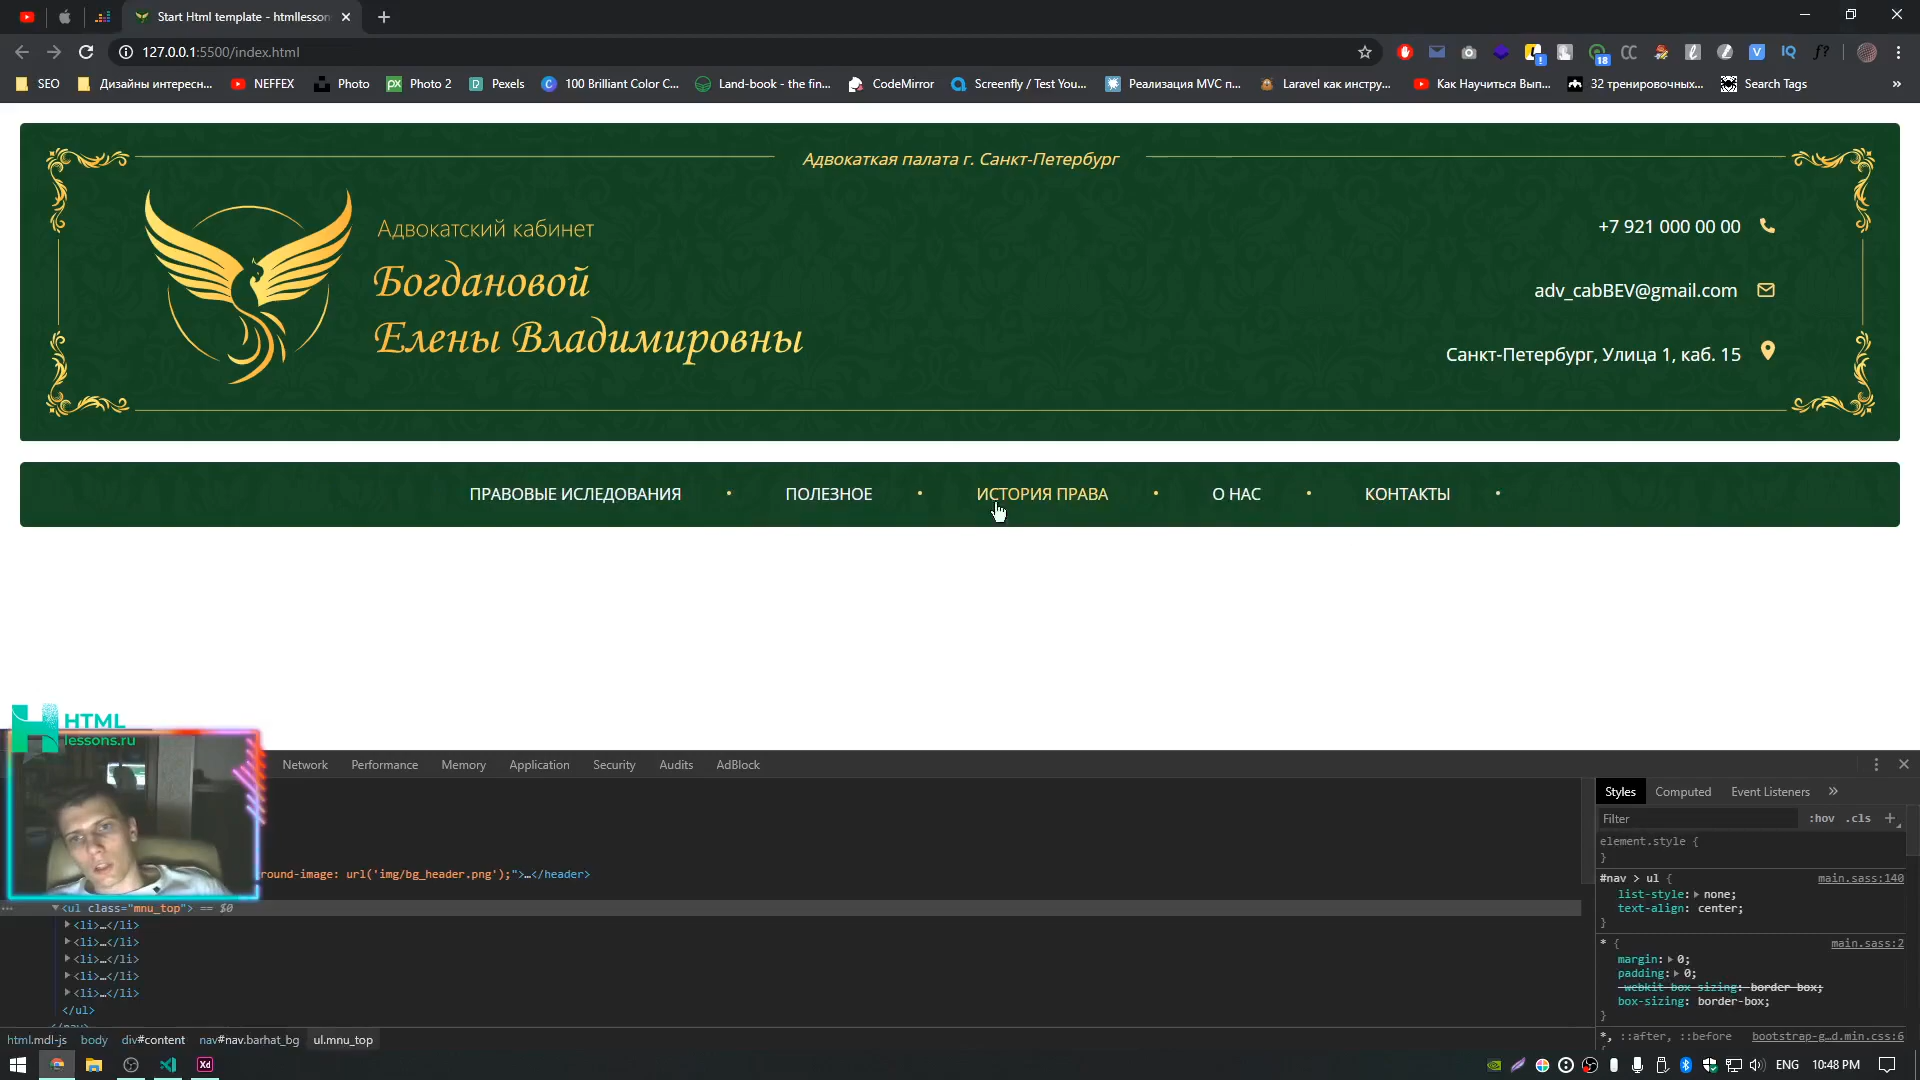 Start Html template - htmllesson
127.0.0.1:5500/index.html
18
SEO
Дизайны интересн...
NEFFEX
Photo
px
Photo 2
Pexels
100 Brilliant Color C...
Land-book - the fin...
CodeMirror
Screenfly / Test You...
Реализация MVC п...
Laravel как инстру...
Как Научиться Вып...
32 тренировочных...
Search Tags
»
Адвокаткая палата г. Санкт-Петербург
Адвокатский кабинет
Богдановой
Елены Владимировны
+7 921 000 00 00
adv_cabBEV@gmail.com
Санкт-Петербург, Улица 1, каб. 15
ПРАВОВЫЕ ИСЛЕДОВАНИЯ • ПОЛЕЗНОЕ • ИСТОРИЯ ПРАВА • О НАС • КОНТАКТЫ •
HTML
lessons.ru
Network
Performance
Memory
Application
Security
Audits
AdBlock
round-image: url('img/bg_header.png');">…</header>
<ul class="mnu_top"> == $0
<li>…</li>
<li>…</li>
<li>…</li>
<li>…</li>
<li>…</li>
</ul>
html.mdl-js
body
div#content
nav#nav.barhat_bg
ul.mnu_top
Styles
Computed
Event Listeners
»
Filter
:hov
.cls
+
element.style {
}
#nav > ul {
main.sass:140
list-style: none;
text-align: center;
}
* {
main.sass:2
margin: 0;
padding: 0;
-webkit-box-sizing: border-box;
box-sizing: border-box;
}
*, ::after, ::before
bootstrap-g…d.min.css:6
Xd
ENG
10:48 PM